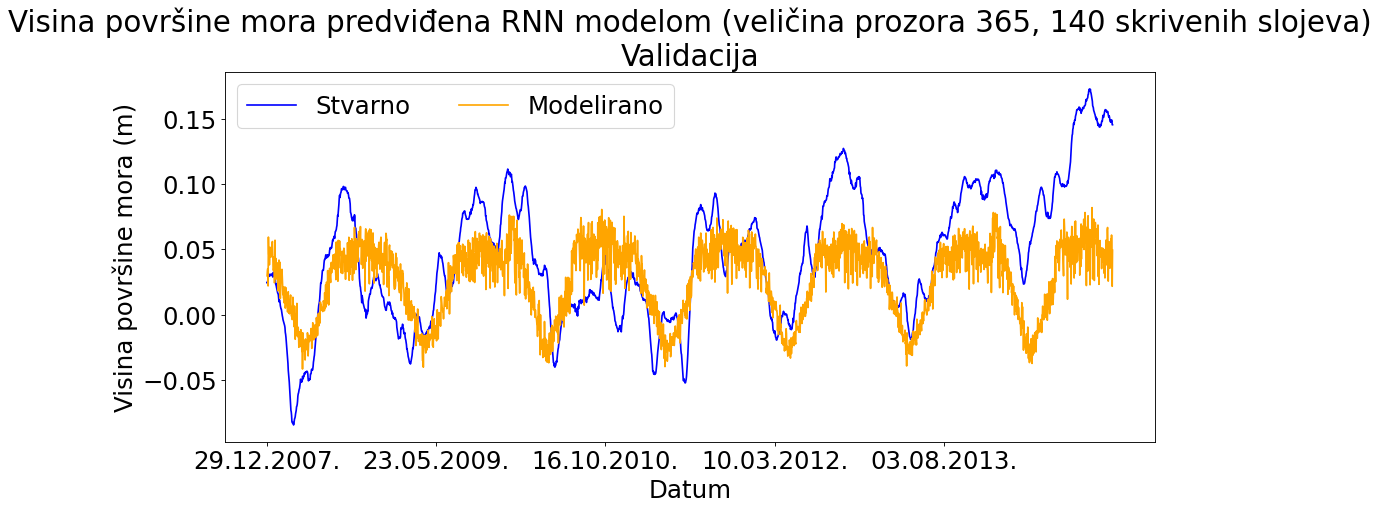 Visina površine mora predviđena RNN modelom (veličina prozora 365, 140 skrivenih slojeva)
Validacija
Stvarno
Modelirano
Visina površine mora (m)
0.15
0.10
0.05
0.00
−0.05
29.12.2007.
23.05.2009.
16.10.2010.
10.03.2012.
03.08.2013.
Datum